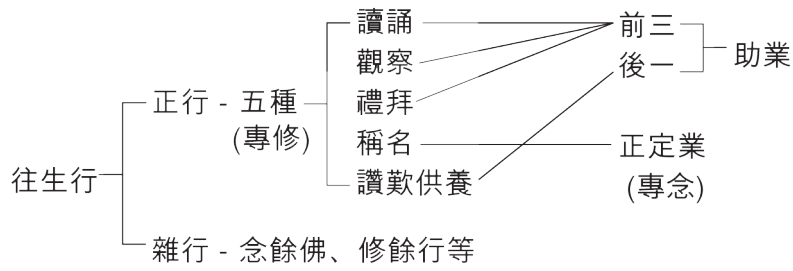 往生行
正行 - 五種
(專修)
讀誦
觀察
禮拜
稱名
讚歎供養
前三
後一
助業
正定業
(專念)
雜行 - 念餘佛、修餘行等